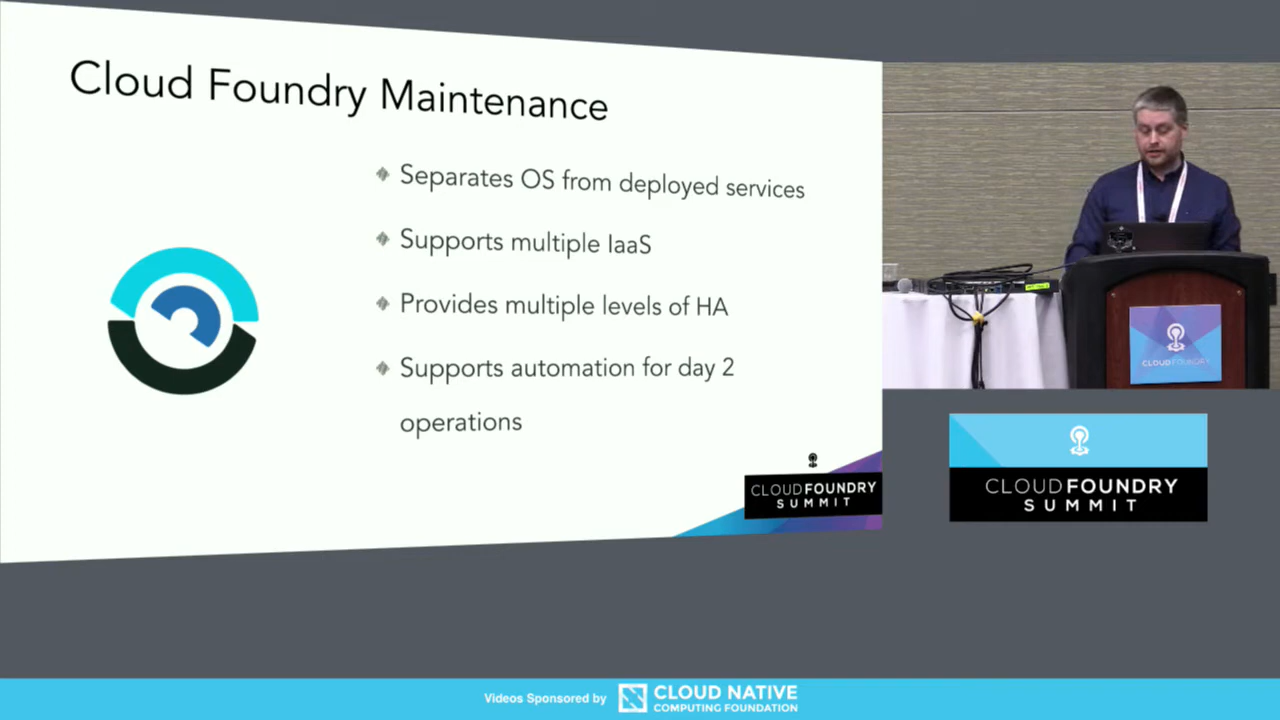 Cloud Foundry Maintenance
Separates OS from deployed services
Supports multiple IaaS
Provides multiple levels of HA
Supports automation for day 2
operations
CLOUDFOUNDRY
SUMMIT
CLOUDFOUNDRY
CLOUDFOUNDRY
SUMMIT
Videos Sponsored by
CLOUD NATIVE
COMPUTING FOUNDATION